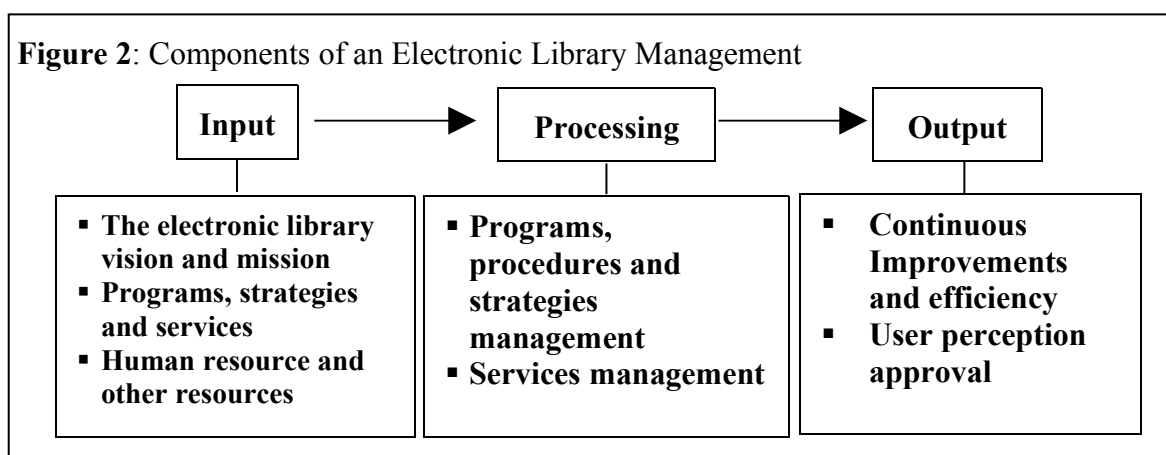 Figure 2: Components of an Electronic Library Management
Input
Processing
Output
▪ The electronic library
vision and mission
▪ Programs, strategies
and services
▪ Human resource and
other resources
▪ Programs,
procedures and
strategies
management
▪ Services management
▪ Continuous
Improvements
and efficiency
▪ User perception
approval